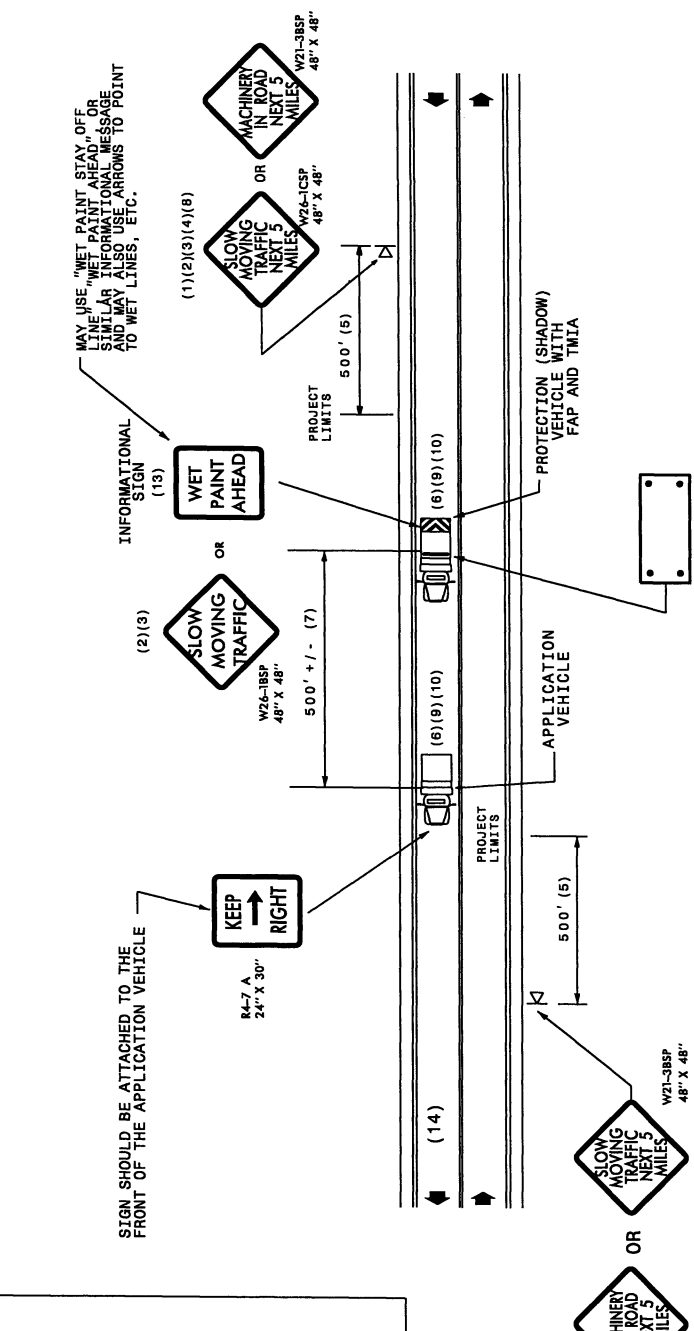 MAY USE "WET PAINT STAY OFF
LINE", "WET PAINT AHEAD", OR
SIMILAR INFORMATIONAL MESSAGE
AND MAY ALSO USE ARROWS TO POINT
TO WET LINES, ETC.
MACHINERY
IN ROAD
NEXT 5
MILES
W21-3BSP
48" X 48"
OR
(1)(2)(3)(4)(8)
SLOW
MOVING
TRAFFIC
NEXT 5
MILES
W26-1CSP
48" X 48"
500' (5)
PROJECT
LIMITS
INFORMATIONAL
SIGN
(13)
WET
PAINT
AHEAD
OR
(2)(3)
SLOW
MOVING
TRAFFIC
W26-1BSP
48" X 48"
500' +/- (7)
(6)(9)(10)
PROTECTION (SHADOW)
VEHICLE WITH
FAP AND TMIA
(6)(9)(10)
APPLICATION
VEHICLE
SIGN SHOULD BE ATTACHED TO THE
FRONT OF THE APPLICATION VEHICLE
KEEP
RIGHT
R4-7 A
24" X 30"
PROJECT
LIMITS
500' (5)
(14)
SLOW
MOVING
TRAFFIC
NEXT 5
MILES
W21-3BSP
48" X 48"
OR
HINERY
ROAD
XT 5
ILES